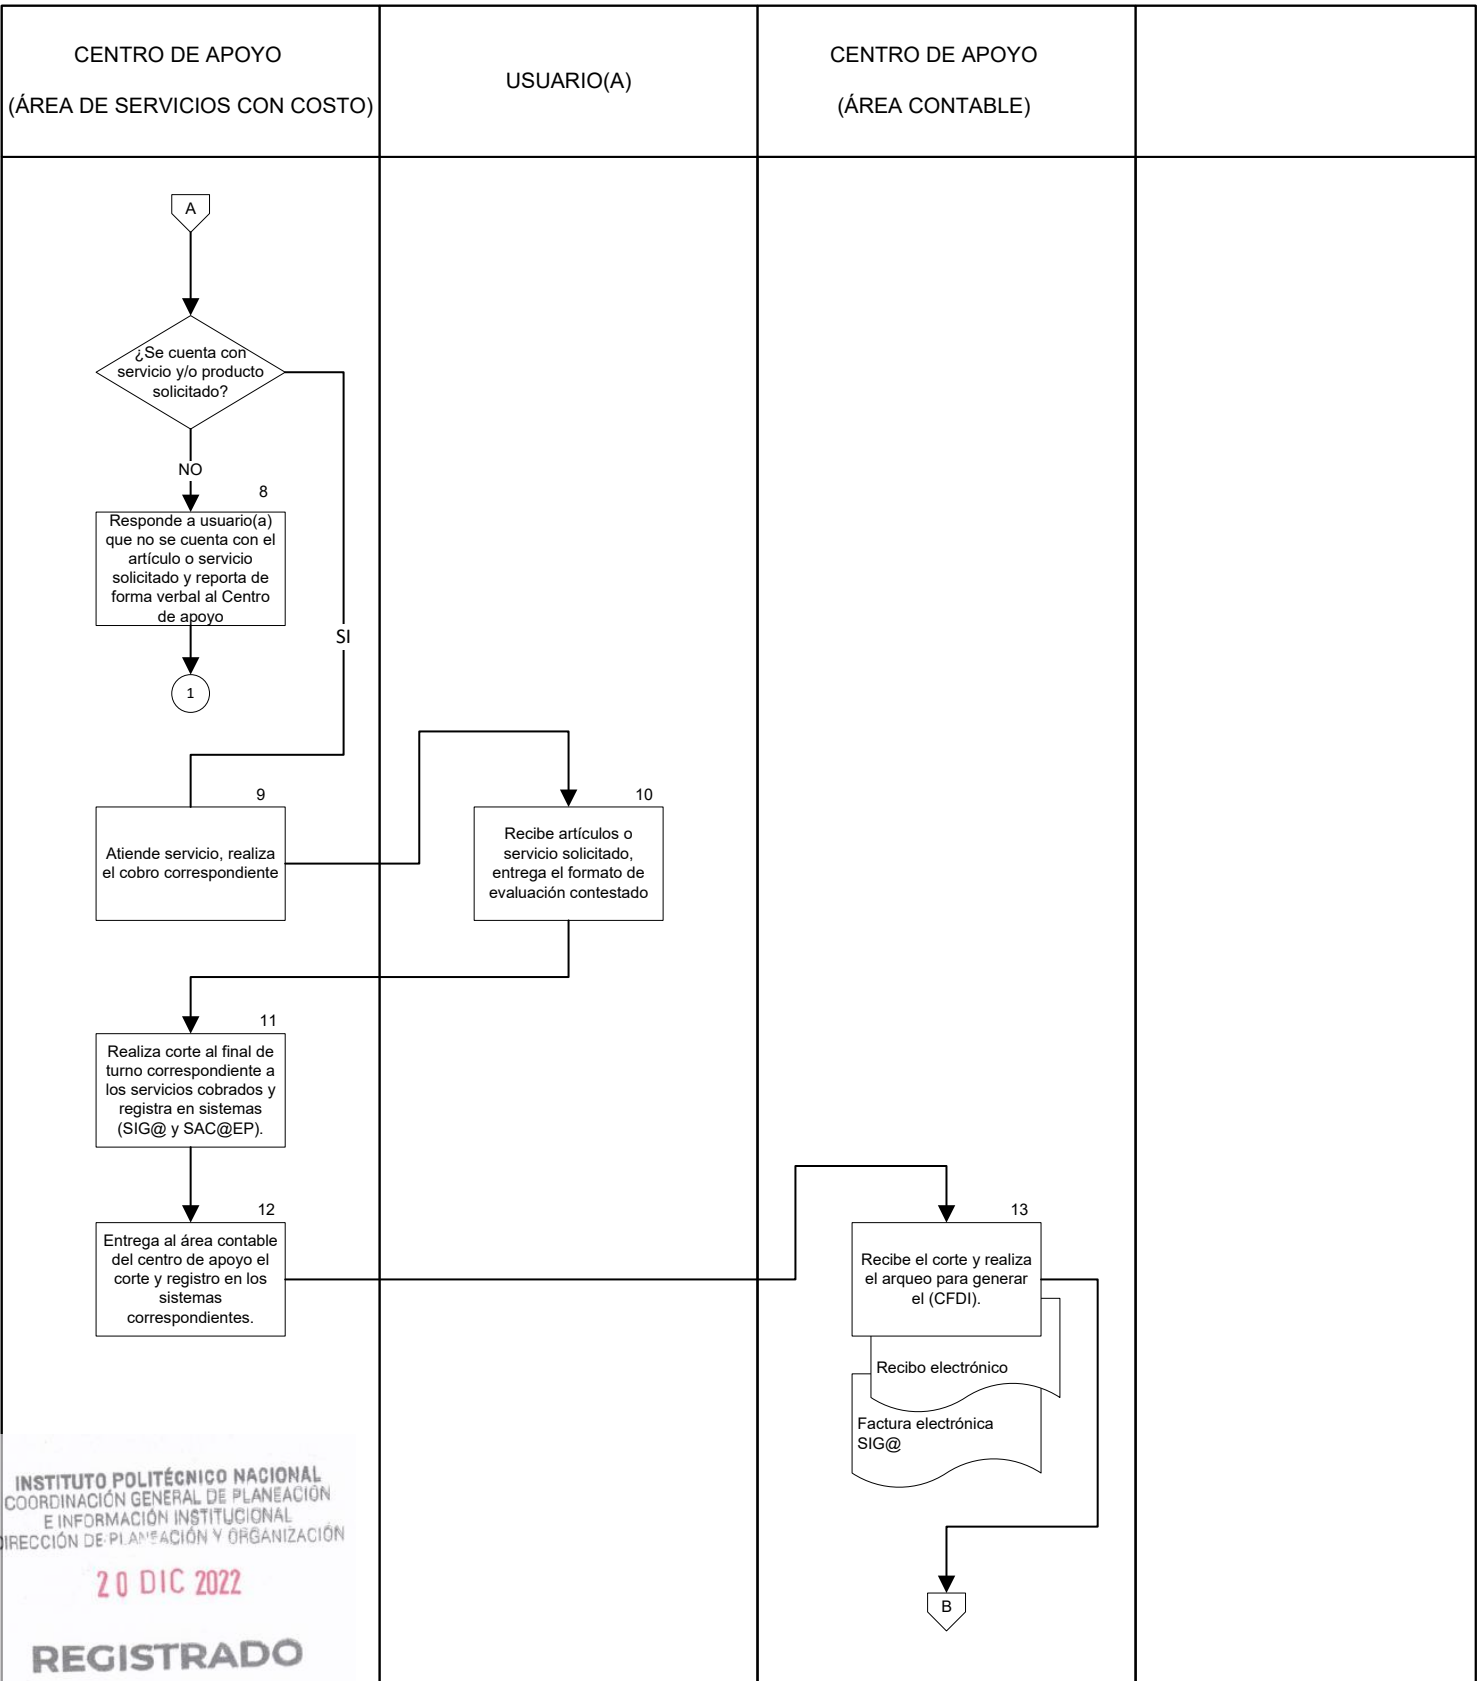 CENTRO DE APOYO
(ÁREA DE SERVICIOS CON COSTO)
USUARIO(A)
CENTRO DE APOYO
(ÁREA CONTABLE)
A
¿Se cuenta con
servicio y/o producto
solicitado?
NO
SI
8
Responde a usuario(a)
que no se cuenta con el
artículo o servicio
solicitado y reporta de
forma verbal al Centro
de apoyo
1
9
Atiende servicio, realiza
el cobro correspondiente
10
Recibe artículos o
servicio solicitado,
entrega el formato de
evaluación contestado
11
Realiza corte al final de
turno correspondiente a
los servicios cobrados y
registra en sistemas
(SIG@ y SAC@EP).
12
Entrega al área contable
del centro de apoyo el
corte y registro en los
sistemas
correspondientes.
13
Recibe el corte y realiza
el arqueo para generar
el (CFDI).
Recibo electrónico
Factura electrónica
SIG@
B
INSTITUTO POLITÉCNICO NACIONAL
COORDINACIÓN GENERAL DE PLANEACIÓN
E INFORMACIÓN INSTITUCIONAL
DIRECCIÓN DE PLANEACIÓN Y ORGANIZACIÓN
20 DIC 2022
REGISTRADO